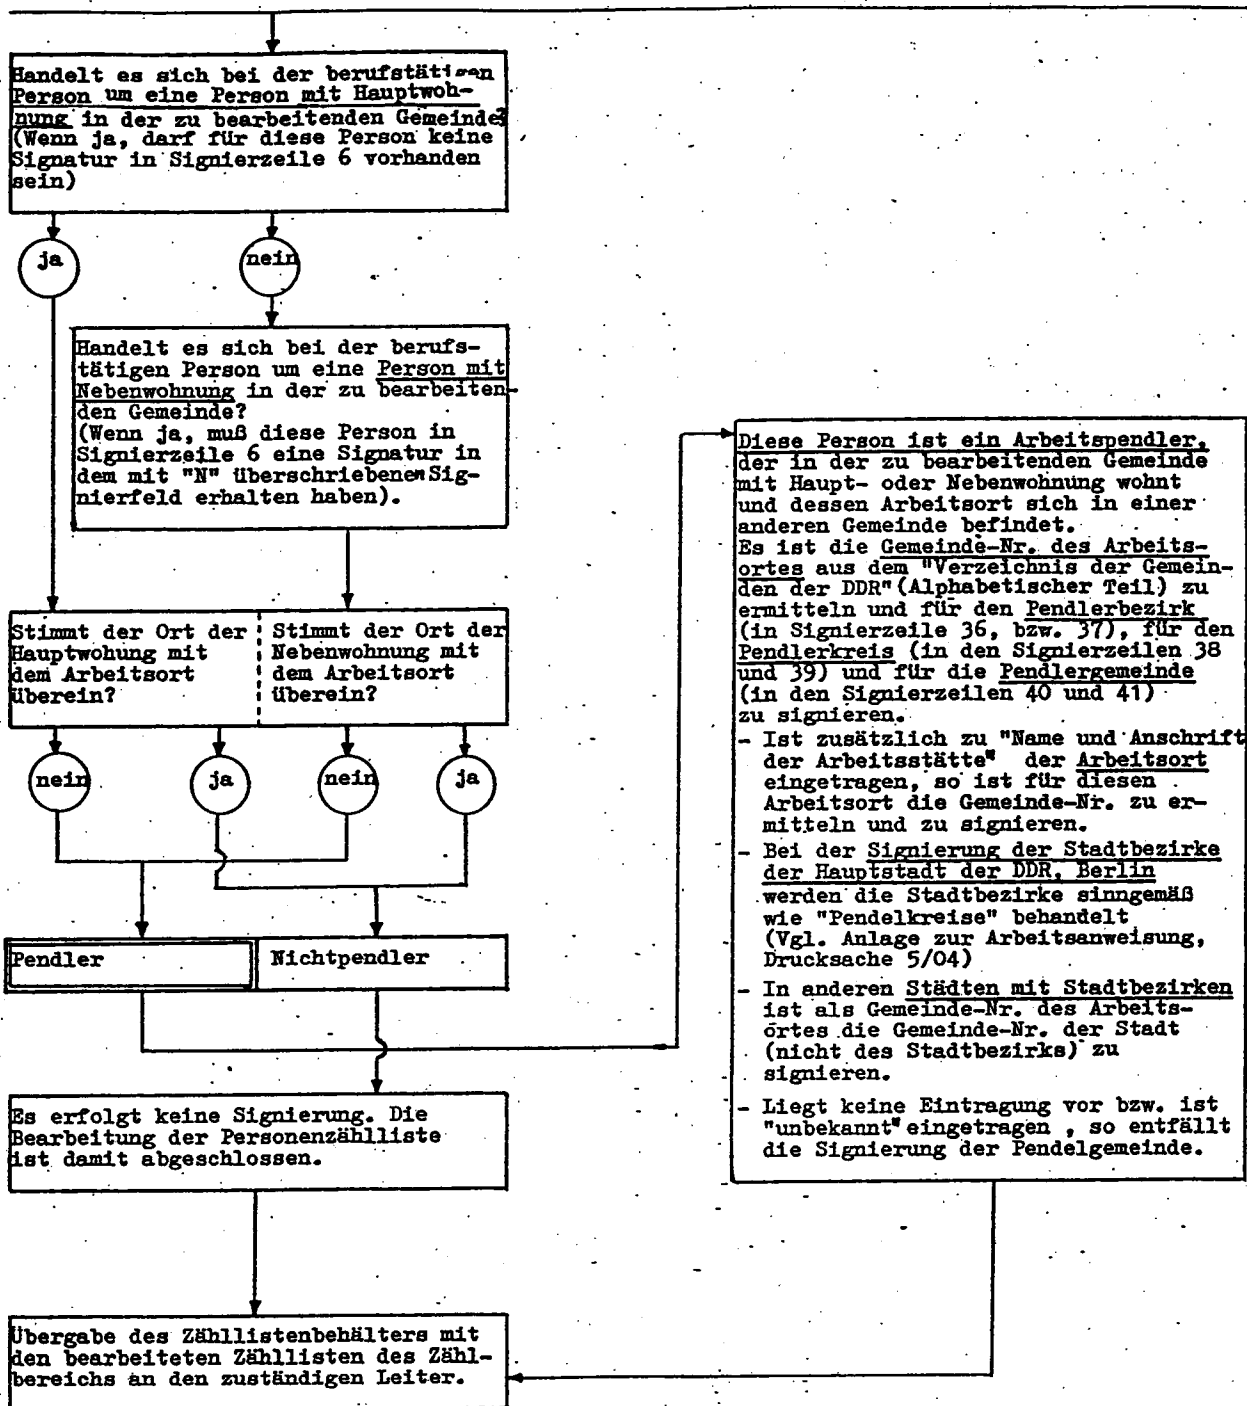 Handelt es sich bei der berufstätigen
Person um eine Person mit Hauptwoh-
nung in der zu bearbeitenden Gemeinde?
(Wenn ja, darf für diese Person keine
Signatur in Signierzeile 6 vorhanden
sein)
ja
nein
Handelt es sich bei der berufs-
tätigen Person um eine Person mit
Nebenwohnung in der zu bearbeiten-
den Gemeinde?
(Wenn ja, muß diese Person in
Signierzeile 6 eine Signatur in
dem mit "N" überschriebenen Sig-
nierfeld erhalten haben).
Stimmt der Ort der
Hauptwohung mit
dem Arbeitsort
überein?
Stimmt der Ort der
Nebenwohnung mit
dem Arbeitsort
überein?
nein
ja
nein
ja
Pendler
Nichtpendler
Es erfolgt keine Signierung. Die
Bearbeitung der Personenzählliste
ist damit abgeschlossen.
Übergabe des Zähllistenbehälters mit
den bearbeiteten Zähllisten des Zähl-
bereichs an den zuständigen Leiter.
Diese Person ist ein Arbeitspendler,
der in der zu bearbeitenden Gemeinde
mit Haupt- oder Nebenwohnung wohnt
und dessen Arbeitsort sich in einer
anderen Gemeinde befindet.
Es ist die Gemeinde-Nr. des Arbeits-
ortes aus dem "Verzeichnis der Gemein-
den der DDR" (Alphabetischer Teil) zu
ermitteln und für den Pendlerbezirk
(in Signierzeile 36, bzw. 37), für den
Pendlerkreis (in den Signierzeilen 38
und 39) und für die Pendlergemeinde
(in den Signierzeilen 40 und 41)
zu signieren.
- Ist zusätzlich zu "Name und Anschrift
der Arbeitsstätte" der Arbeitsort
eingetragen, so ist für diesen
Arbeitsort die Gemeinde-Nr. zu er-
mitteln und zu signieren.
- Bei der Signierung der Stadtbezirke
der Hauptstadt der DDR, Berlin
werden die Stadtbezirke sinngemäß
wie "Pendelkreise" behandelt
(Vgl. Anlage zur Arbeitsanweisung,
Drucksache 5/04)
- In anderen Städten mit Stadtbezirken
ist als Gemeinde-Nr. des Arbeits-
ortes die Gemeinde-Nr. der Stadt
(nicht des Stadtbezirks) zu
signieren.
- Liegt keine Eintragung vor bzw. ist
"unbekannt" eingetragen , so entfällt
die Signierung der Pendelgemeinde.